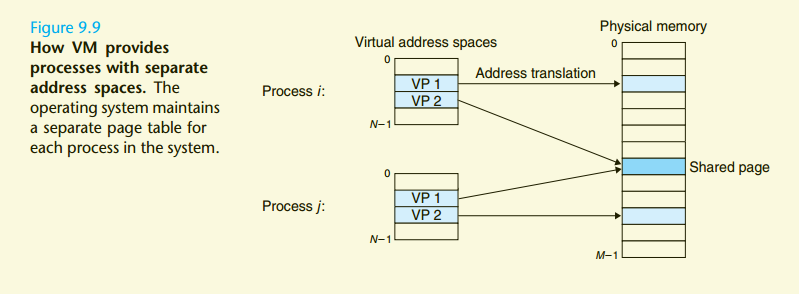 Figure 9.9
How VM provides
processes with separate
address spaces. The
operating system maintains
a separate page table for
each process in the system.
Virtual address spaces
Physical memory
0
0
Address translation
Process i:
VP 1
VP 2
N–1
Shared page
0
Process j:
VP 1
VP 2
N–1
M–1